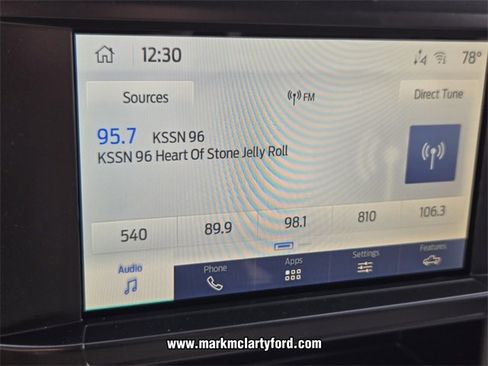 12:30
78°
Sources
FM
Direct Tune
95.7 KSSN 96
KSSN 96 Heart Of Stone Jelly Roll
540 89.9 98.1 810 106.3
Audio Phone Apps Settings Features
www.markmclartyford.com